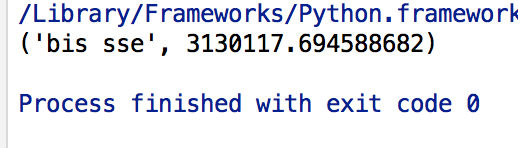 /Library/Frameworks/Python.framework
('bis sse', 3130117.694588682)
Process finished with exit code 0